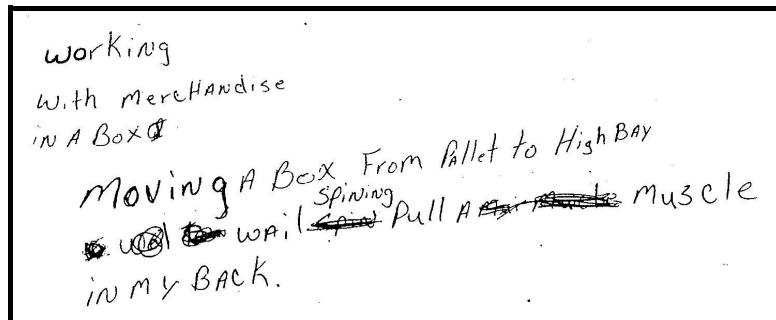 working
with mercHANdise
iN A BOX
MoviNg A Box From PAllet to High BAY
spining
wail Pull A Muscle
iN MY BACK.